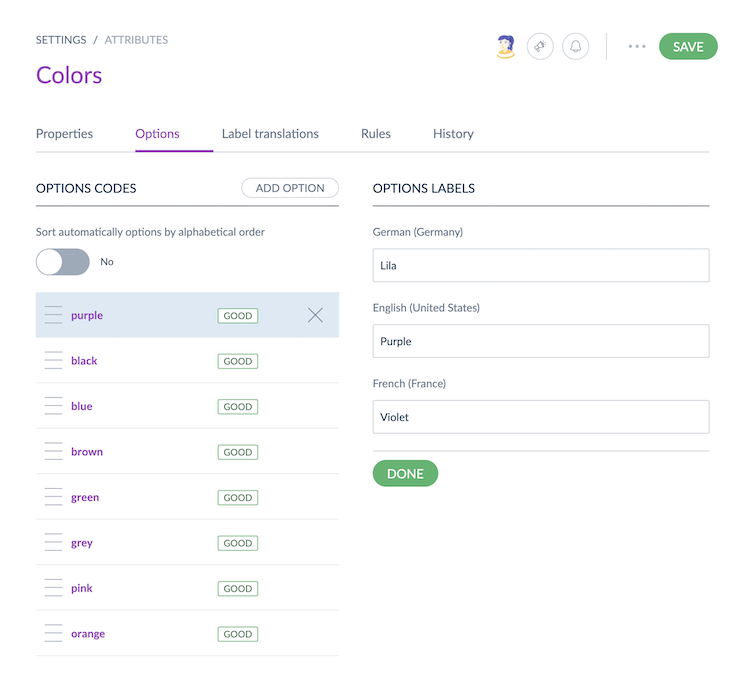 SETTINGS / ATTRIBUTES
SAVE
Colors
Properties Options Label translations Rules History
OPTIONS CODES ADD OPTION
Sort automatically options by alphabetical order
No
purple GOOD
black GOOD
blue GOOD
brown GOOD
green GOOD
grey GOOD
pink GOOD
orange GOOD
OPTIONS LABELS
German (Germany)
Lila
English (United States)
Purple
French (France)
Violet
DONE